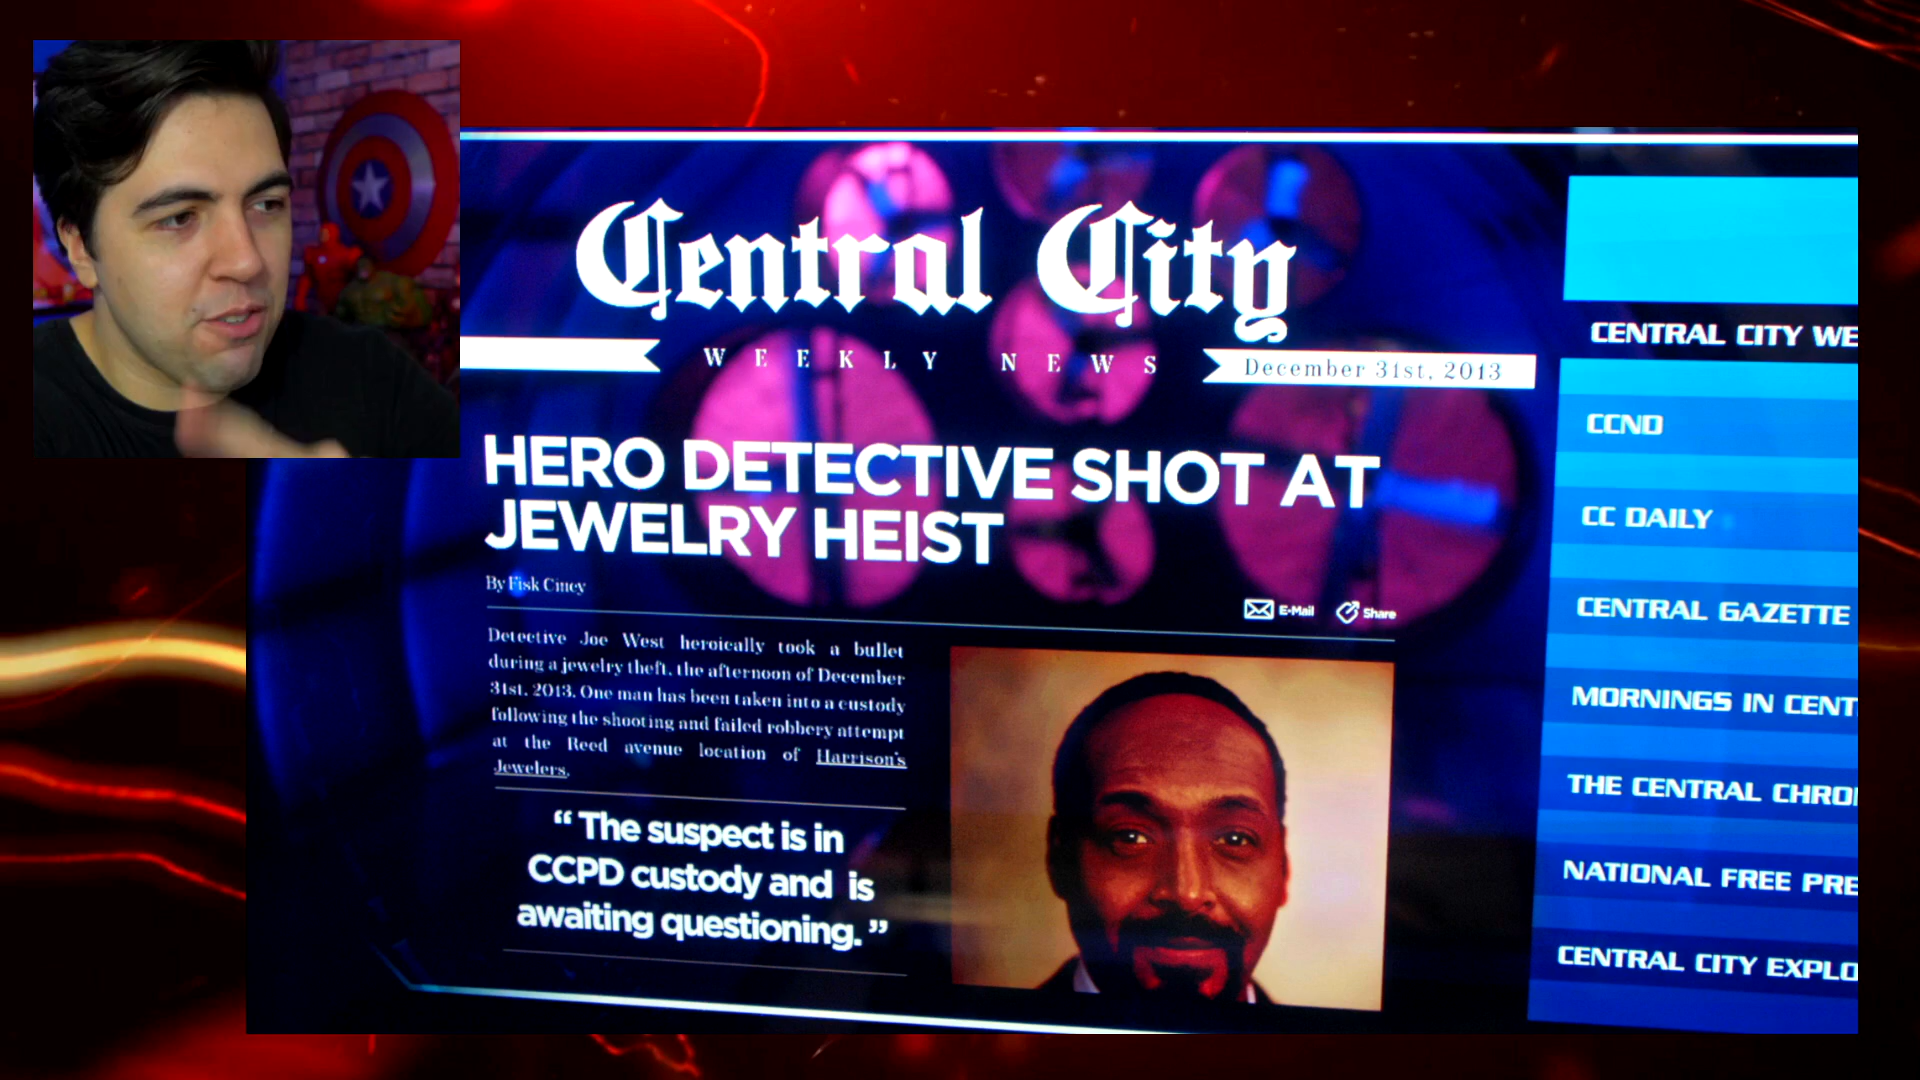 Central City
WEEKLY NEWS
December 31st, 2013
HERO DETECTIVE SHOT AT
JEWELRY HEIST
By Fisk Cincy
E-Mail
Share
Detective Joe West heroically took a bullet
during a jewelry theft, the afternoon of December
31st, 2013. One man has been taken into a custody
following the shooting and failed robbery attempt
at the Reed avenue location of Harrison's
Jewelers.
“ The suspect is in
CCPD custody and is
awaiting questioning. ”
CENTRAL CITY WE
CCND
CC DAILY
CENTRAL GAZETTE
MORNINGS IN CENT
THE CENTRAL CHRO
NATIONAL FREE PRE
CENTRAL CITY EXPLO